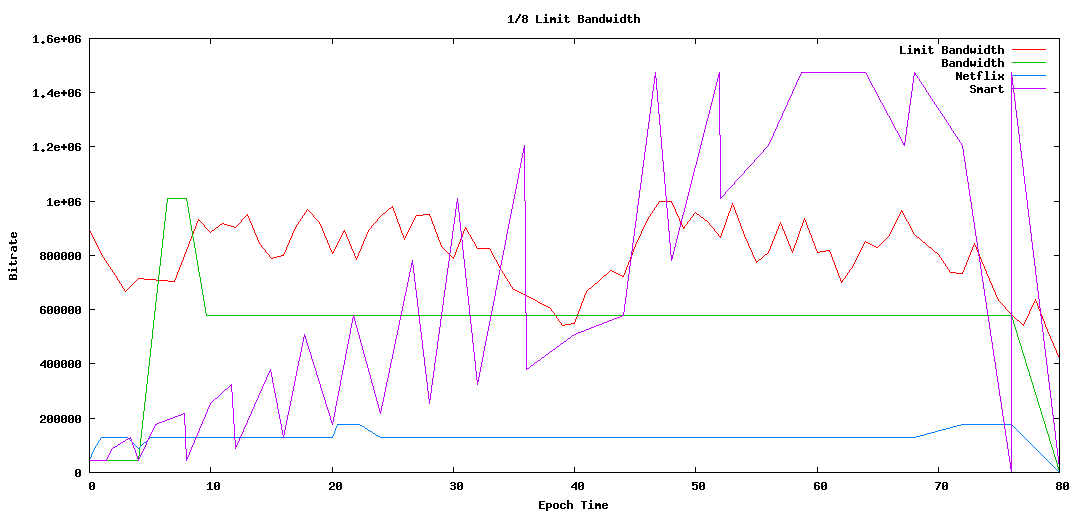 1/8 Limit Bandwidth
1.6e+06
1.4e+06
1.2e+06
1e+06
800000
600000
400000
200000
0
Bitrate
Limit Bandwidth
Bandwidth
Netflix
Smart
0 10 20 30 40 50 60 70 80
Epoch Time